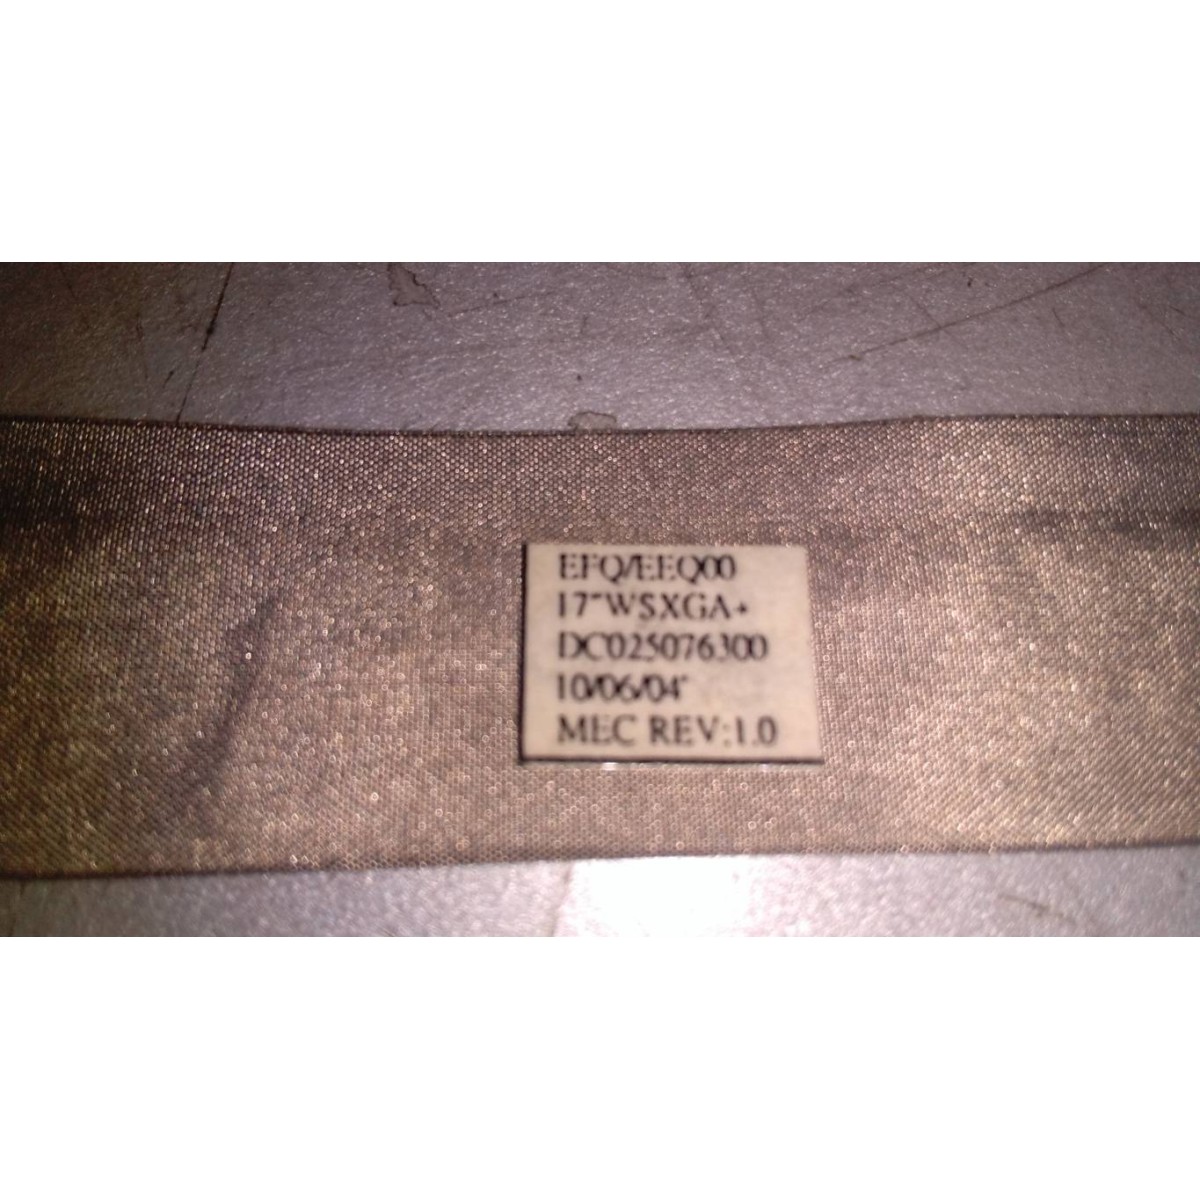 EFQ/EEQ00
17"WSXGA+
DC025076300
10/06/04'
MEC REV:1.0